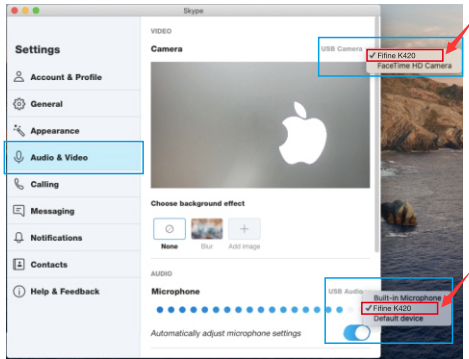 Skype
Settings
Account & Profile
General
Appearance
Audio & Video
Calling
Messaging
Notifications
Contacts
Help & Feedback
VIDEO
Camera
USB Camera
✓ Fifine K420
FaceTime HD Camera
Choose background effect
None
Blur
Add image
AUDIO
Microphone
USB Audio
Built-in Microphone
✓ Fifine K420
Default device
Automatically adjust microphone settings